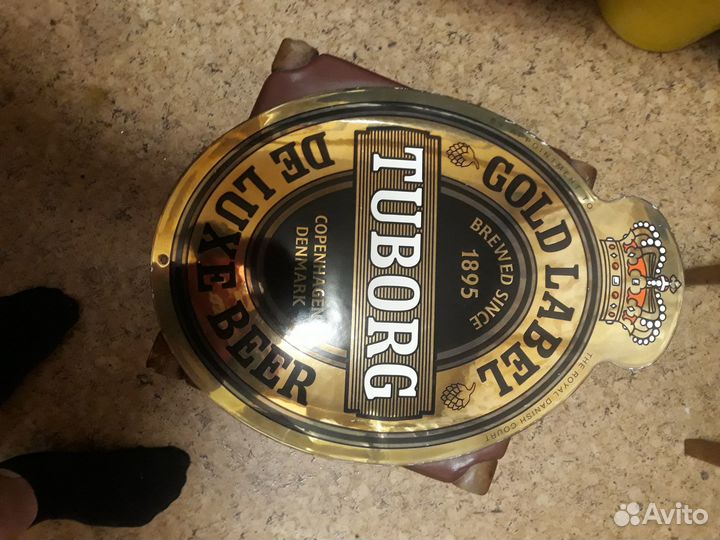 GOLD LABEL
BREWED SINCE
1895
TUBORG
COPENHAGEN
DENMARK
DE LUXE BEER
THE ROYAL DANISH COURT
Avito